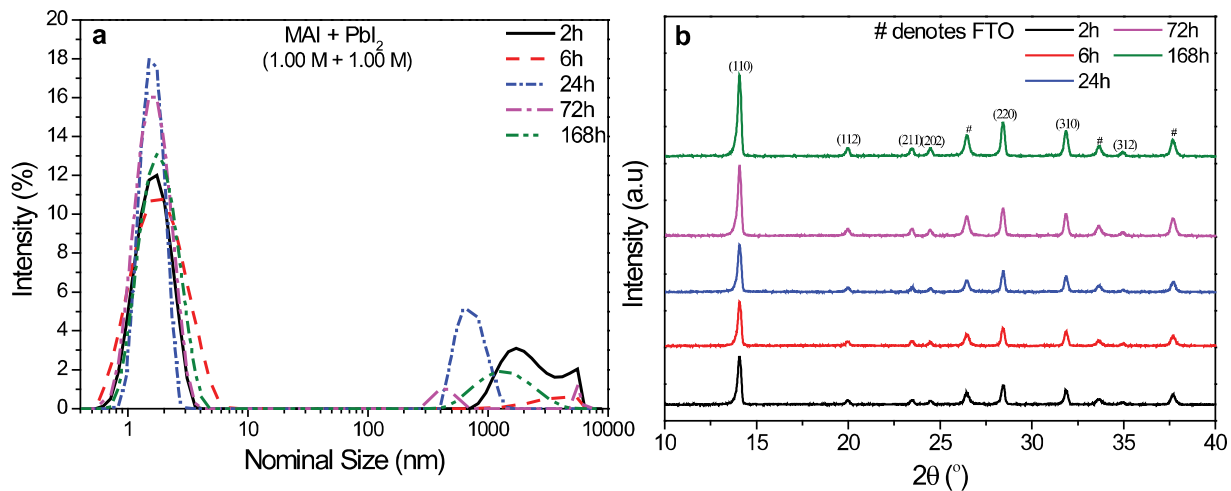 a
MAI + PbI₂
(1.00 M + 1.00 M)
2h
6h
24h
72h
168h
Intensity (%)
20
18
16
14
12
10
8
6
4
2
0
1
10
100
1000
10000
Nominal Size (nm)
b
# denotes FTO
2h
6h
24h
72h
168h
(110)
(112)
(211)
(202)
#
(220)
(310)
#
(312)
#
Intensity (a.u)
10
15
20
25
30
35
40
2θ (°)